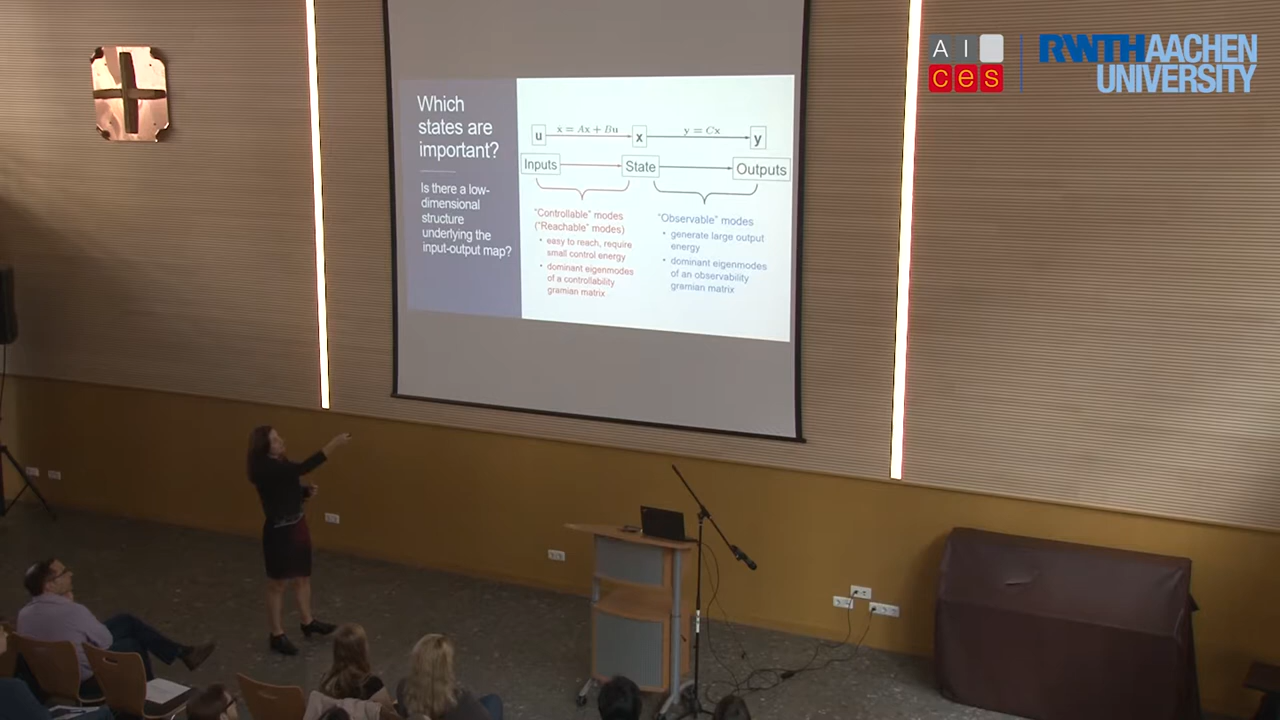 AI
ces
RWTHAACHEN
UNIVERSITY
Which
states are
important?
Is there a low-
dimensional
structure
underlying the
input-output map?
u
x = Ax + Bu
x
y = Cx
y
Inputs
State
Outputs
"Controllable" modes
("Reachable" modes)
• easy to reach, require
small control energy
• dominant eigenmodes
of a controllability
gramian matrix
"Observable" modes
• generate large output
energy
• dominant eigenmodes
of an observability
gramian matrix